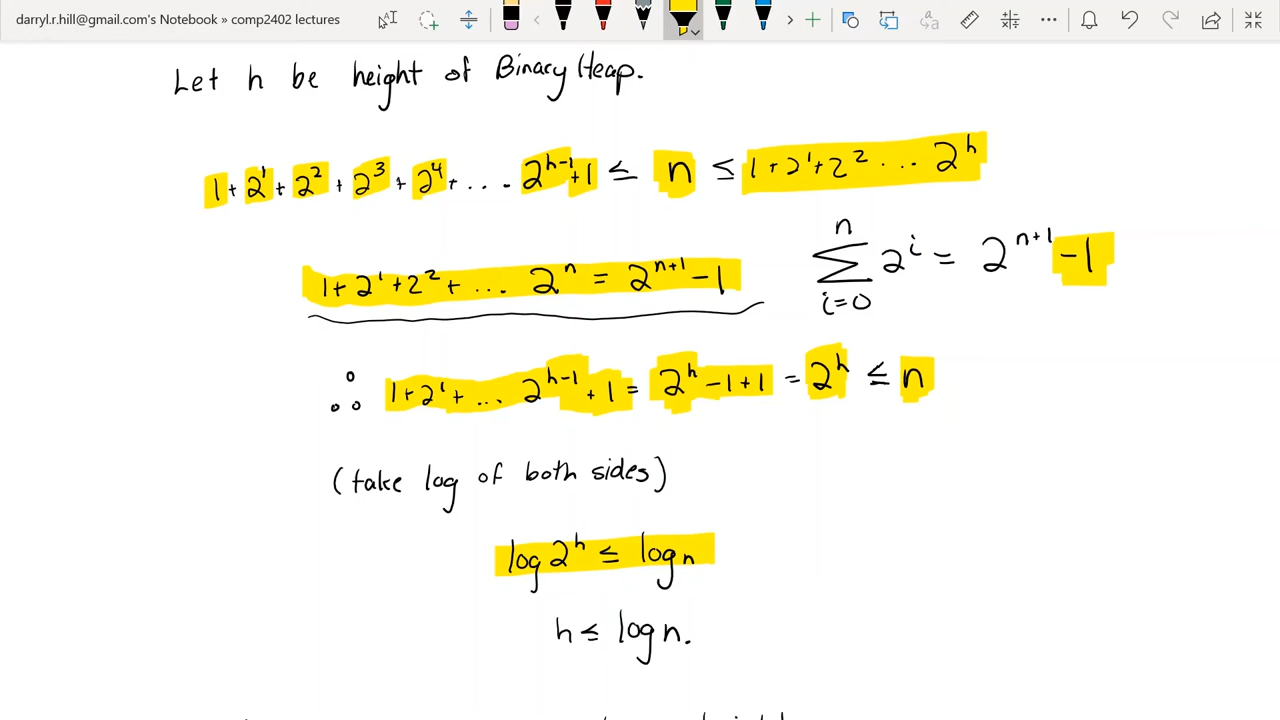 darryl.r.hill@gmail.com's Notebook » comp2402 lectures
Let h be height of Binary Heap.
1 + 2¹ + 2² + 2³ + 2⁴ + ... 2ʰ⁻¹ + 1 ≤ n ≤ 1 + 2¹ + 2² ... 2ʰ
1 + 2¹ + 2² + ... 2ⁿ = 2ⁿ⁺¹ - 1
n
∑ 2ⁱ = 2ⁿ⁺¹ - 1
i=0
∴ 1 + 2¹ + ... 2ʰ⁻¹ + 1 = 2ʰ - 1 + 1 = 2ʰ ≤ n
(take log of both sides)
log 2ʰ ≤ log n
h ≤ log n.